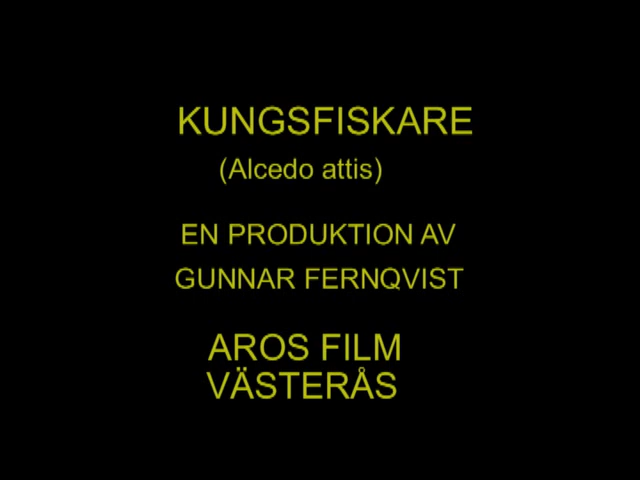 KUNGSFISKARE
(Alcedo attis)
EN PRODUKTION AV
GUNNAR FERNQVIST
AROS FILM
VÄSTERÅS